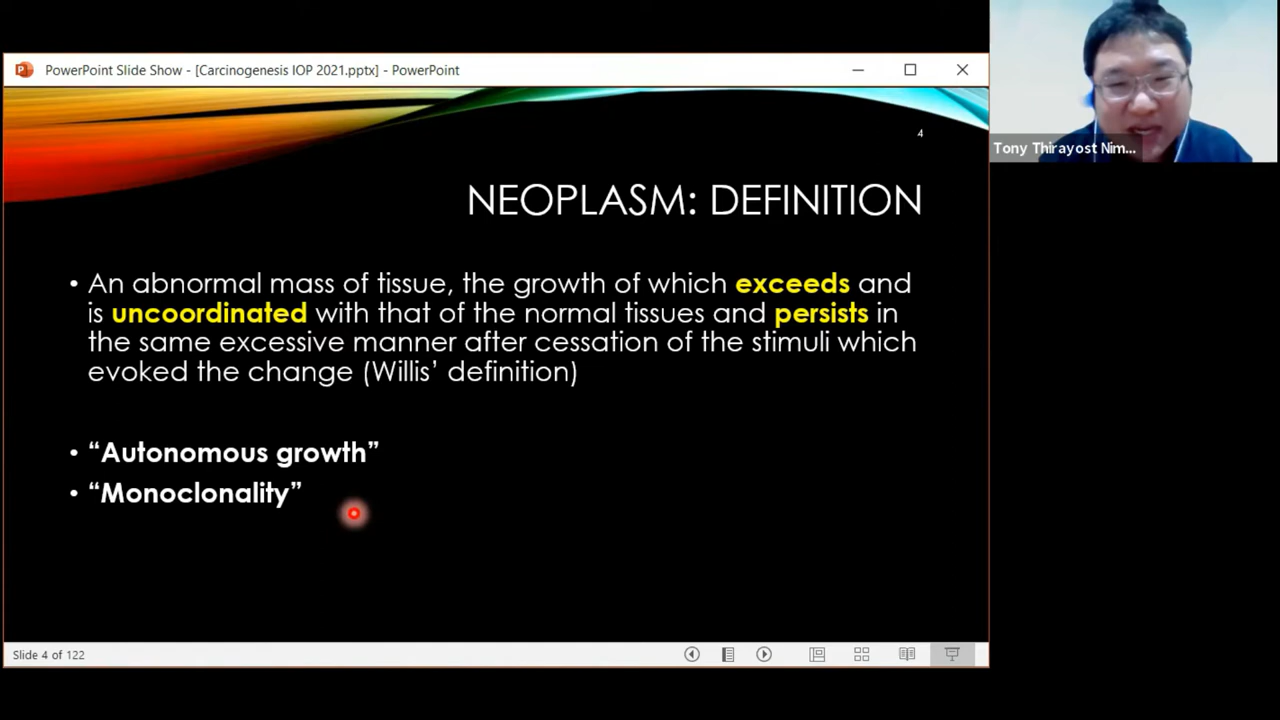 PowerPoint Slide Show - [Carcinogenesis IOP 2021.pptx] - PowerPoint
Tony Thirayost Nim...
4
NEOPLASM: DEFINITION
• An abnormal mass of tissue, the growth of which exceeds and
is uncoordinated with that of the normal tissues and persists in
the same excessive manner after cessation of the stimuli which
evoked the change (Willis’ definition)
• “Autonomous growth”
• “Monoclonality”
Slide 4 of 122